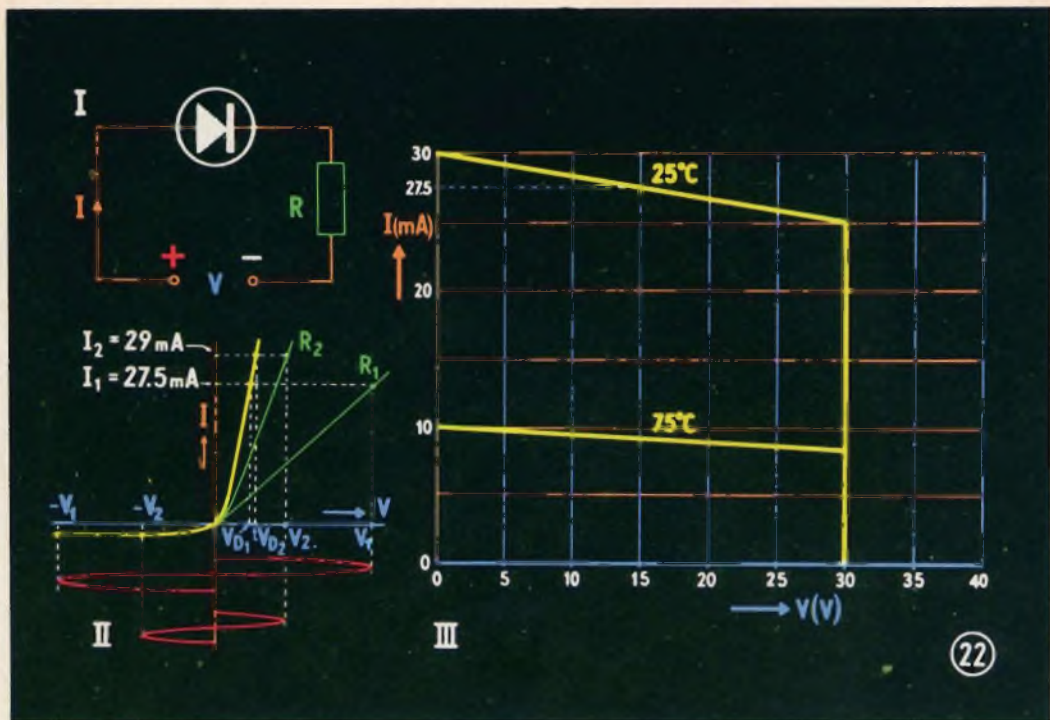 I
I
R
+
V
−
I₂ = 29 mA
I₁ = 27.5 mA
R₂
R₁
I
-V₁
-V₂
V
V_D₁
V_D₂
V₂
V₁
II
I(mA)
30
27.5
20
10
0
25°C
75°C
0 5 10 15 20 25 30 35 40
V(V)
III
22